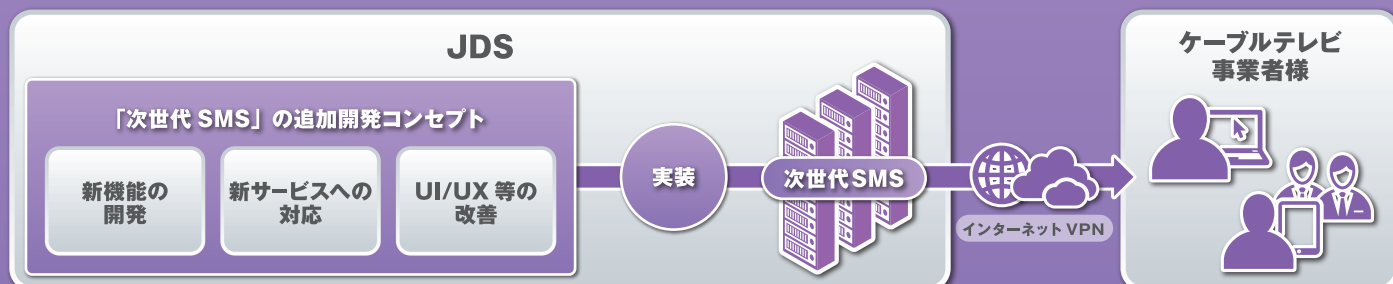 JDS
「次世代 SMS」の追加開発コンセプト
新機能の
開発
新サービスへの
対応
UI/UX 等の
改善
実装
次世代SMS
インターネット VPN
ケーブルテレビ
事業者様